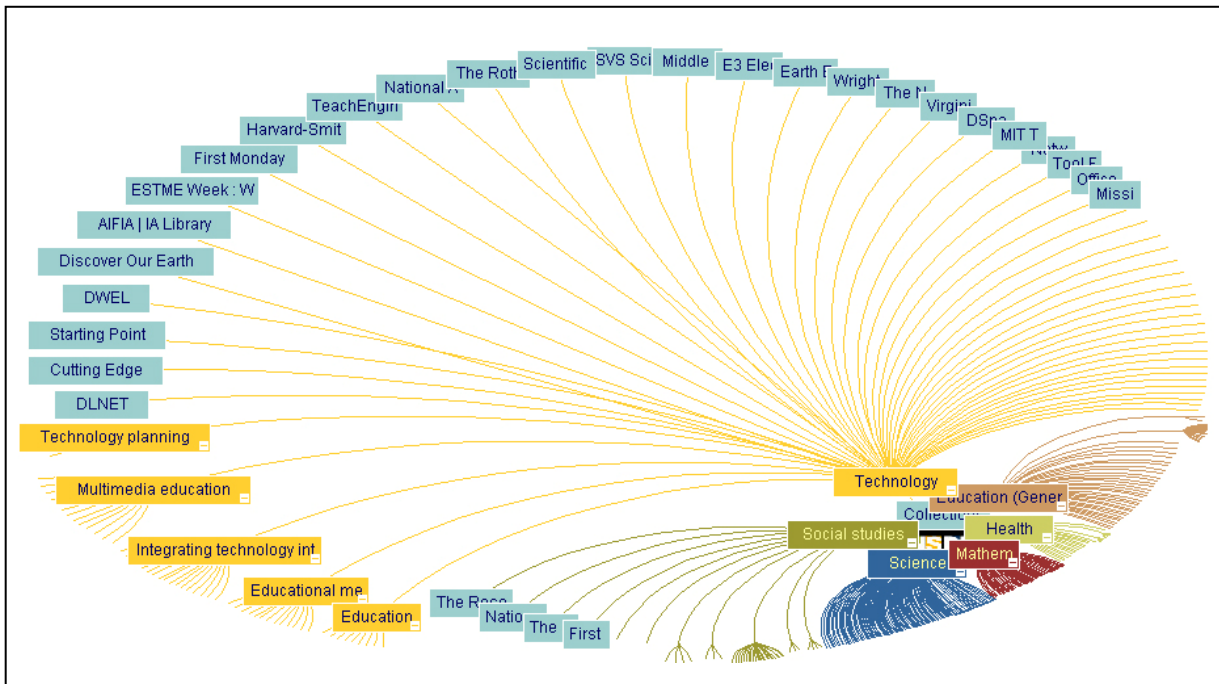 SVS Sci
Middle
E3 Elec
Scientific
Earth E
The Roth
Wright
National A
The N
TeachEngin
Virgini
DSpa
Harvard-Smit
MIT T
First Monday
Netw
Tool F
Office
ESTME Week : W
Missi
AIFIA | IA Library
Discover Our Earth
DWEL
Starting Point
Cutting Edge
DLNET
Technology planning
Technology
Multimedia education
Education (Gener
Collection
Health
Social studies
Integrating technology int
Mathem
Science
Educational me
Education
The Rose
Natio
The
First